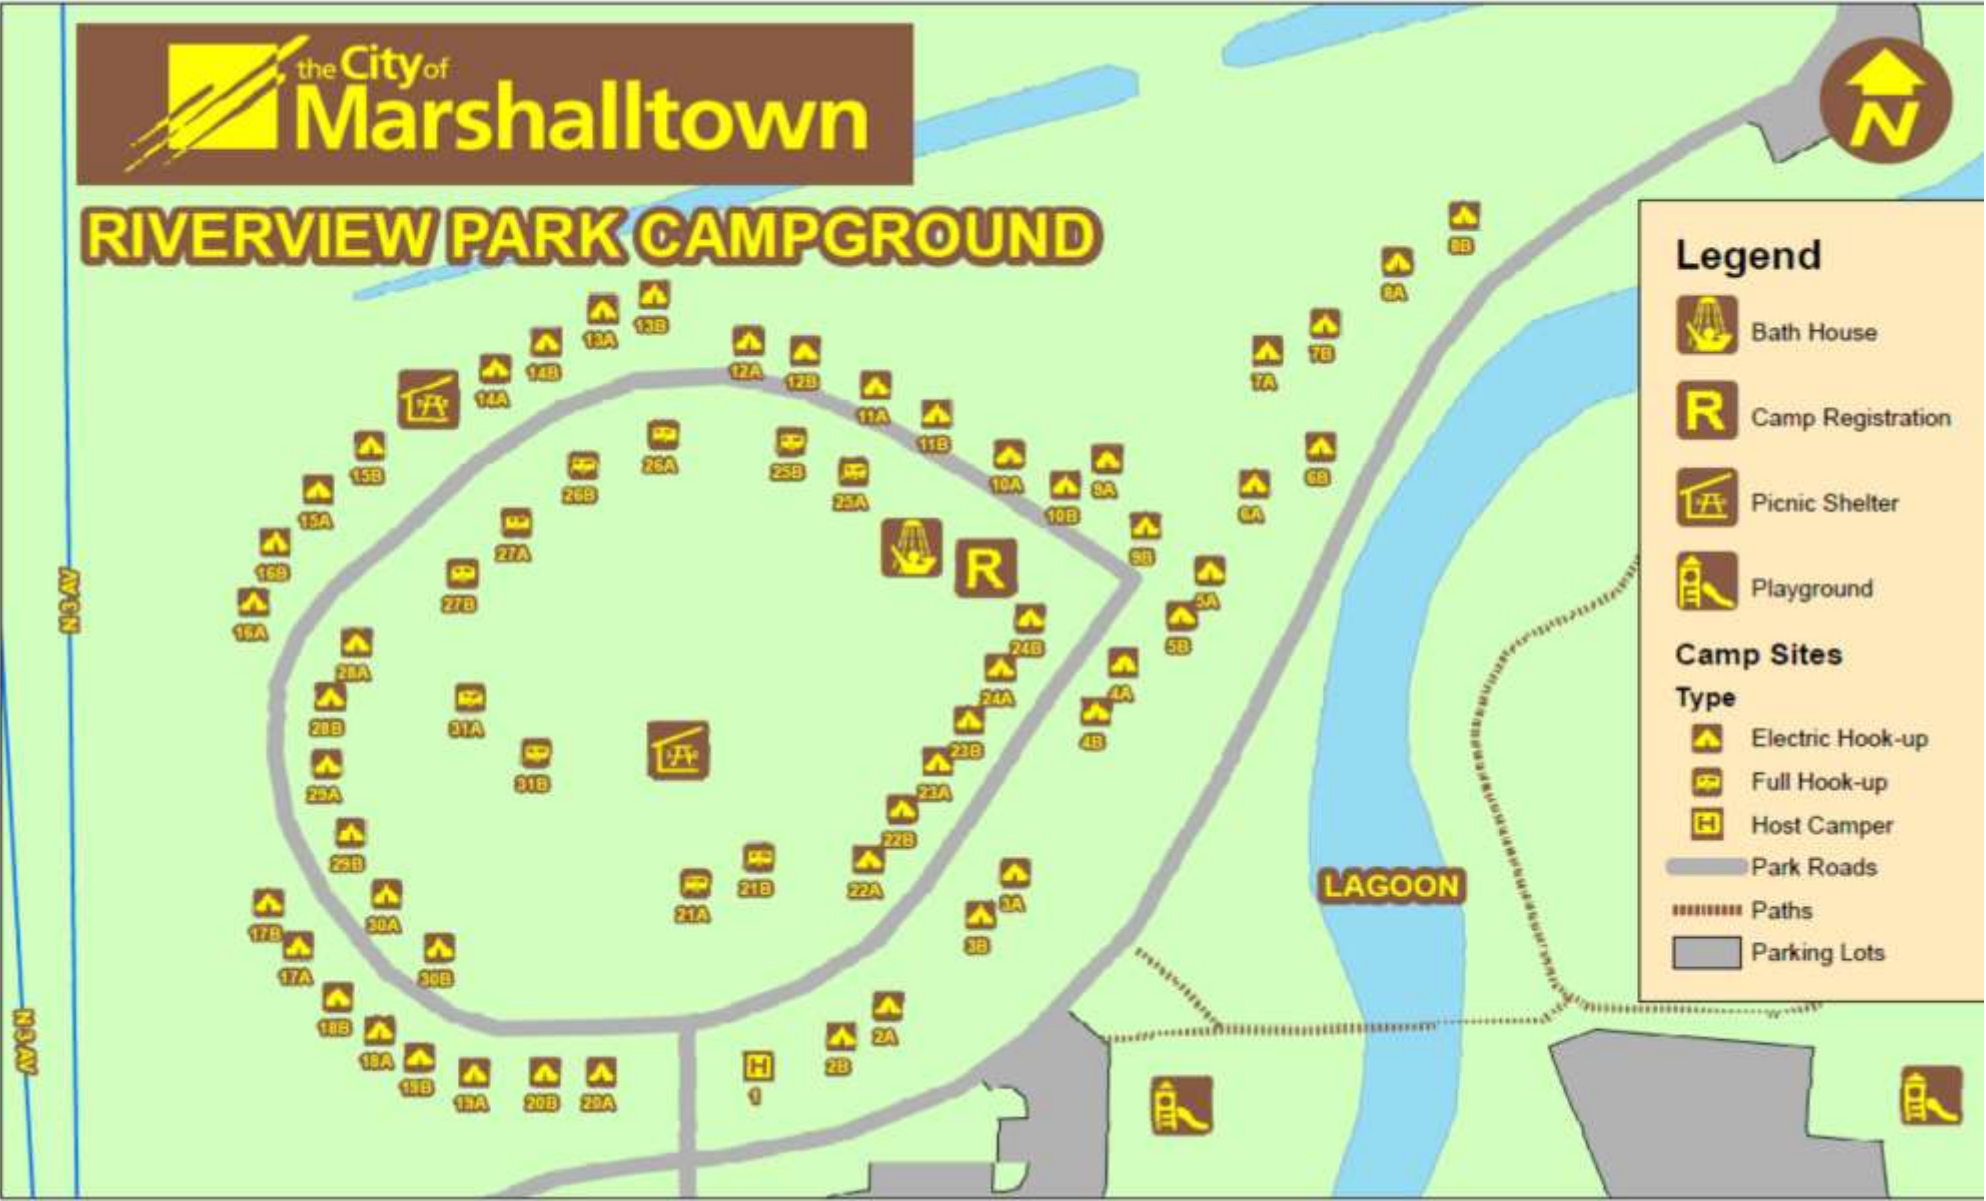 the City of
Marshalltown
N
RIVERVIEW PARK CAMPGROUND
8B
8A
13B
13A
7B
14B
12A
12B
7A
14A
11A
11B
26A
25B
6B
15B
10A
9A
26B
25A
6A
15A
10B
27A
9B
16B
R
5A
27B
16A
5B
24B
28A
4A
24A
28B
31A
4B
23B
31B
29A
23A
22B
29B
21B
22A
21A
3A
30A
17B
3B
17A
30B
18B
2A
18A
2B
19B
H
1
19A
20B
20A
N 3 AV
N 3 AV
LAGOON
Legend
Bath House
R Camp Registration
Picnic Shelter
Playground
Camp Sites
Type
Electric Hook-up
Full Hook-up
H Host Camper
Park Roads
Paths
Parking Lots